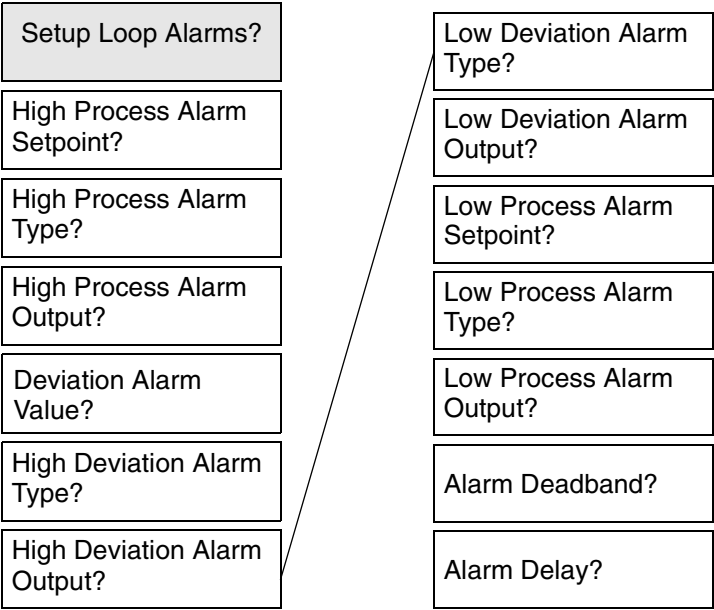 Setup Loop Alarms?
High Process Alarm
Setpoint?
High Process Alarm
Type?
High Process Alarm
Output?
Deviation Alarm
Value?
High Deviation Alarm
Type?
High Deviation Alarm
Output?
Low Deviation Alarm
Type?
Low Deviation Alarm
Output?
Low Process Alarm
Setpoint?
Low Process Alarm
Type?
Low Process Alarm
Output?
Alarm Deadband?
Alarm Delay?